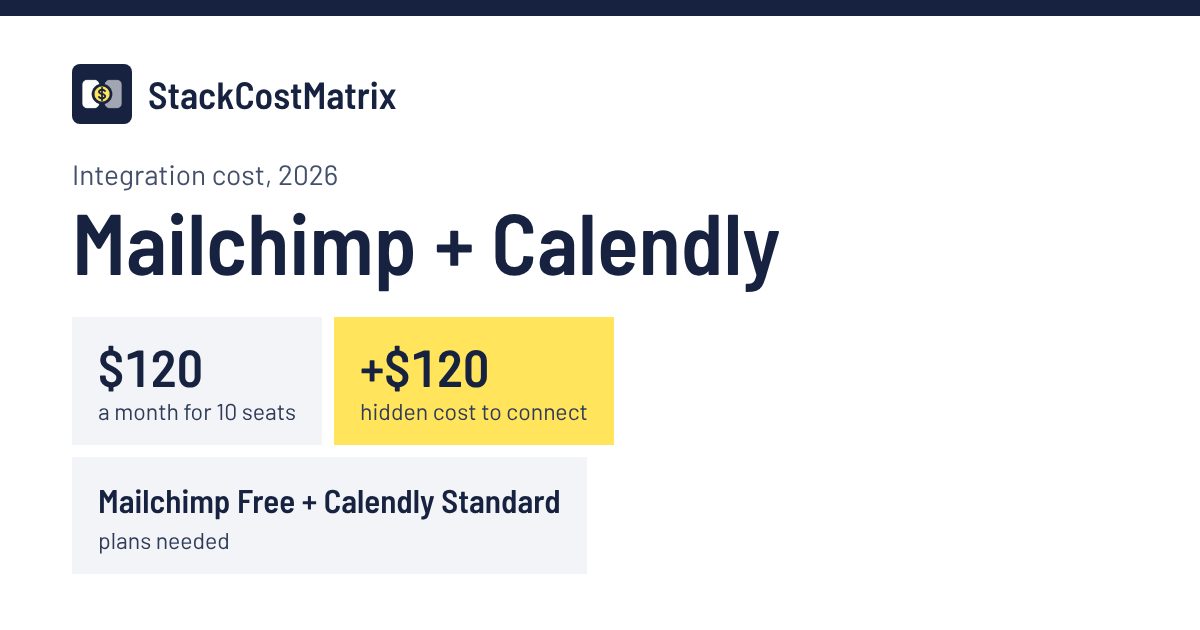 StackCostMatrix
Integration cost, 2026
Mailchimp + Calendly
$120
a month for 10 seats
+$120
hidden cost to connect
Mailchimp Free + Calendly Standard
plans needed